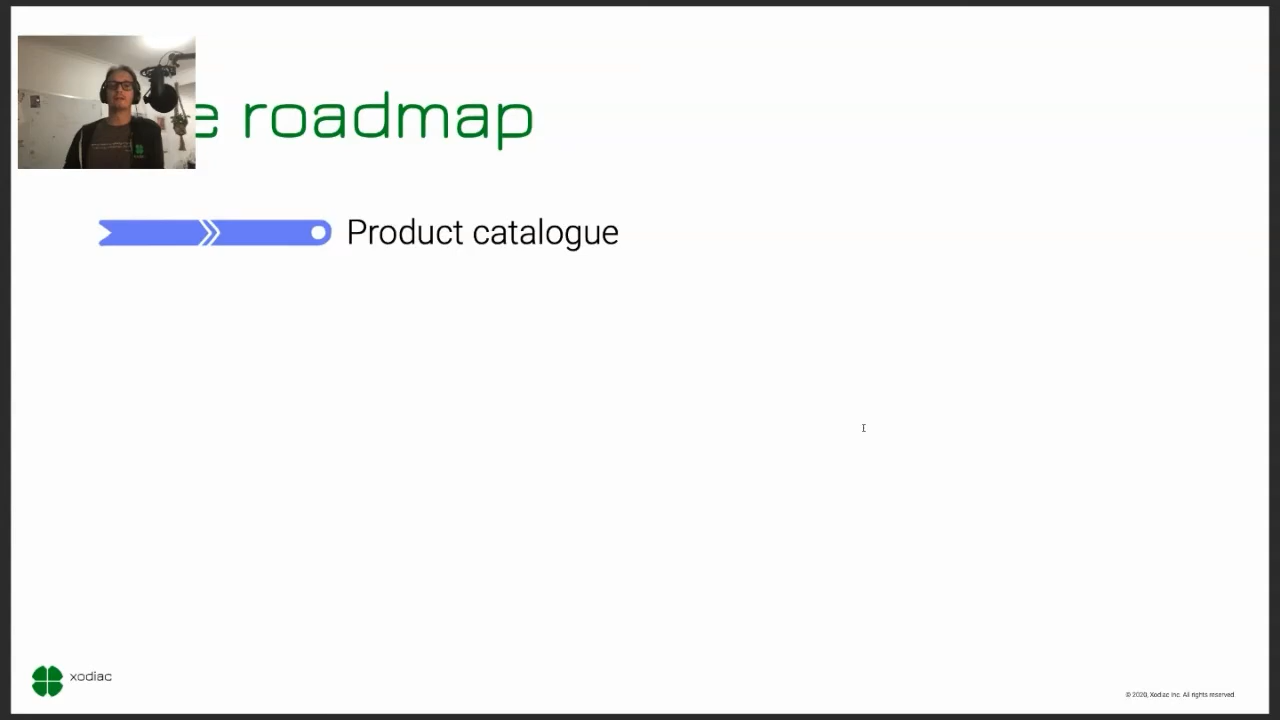 roadmap
Product catalogue
xodiac
© 2020, Xodiac Inc. All rights reserved